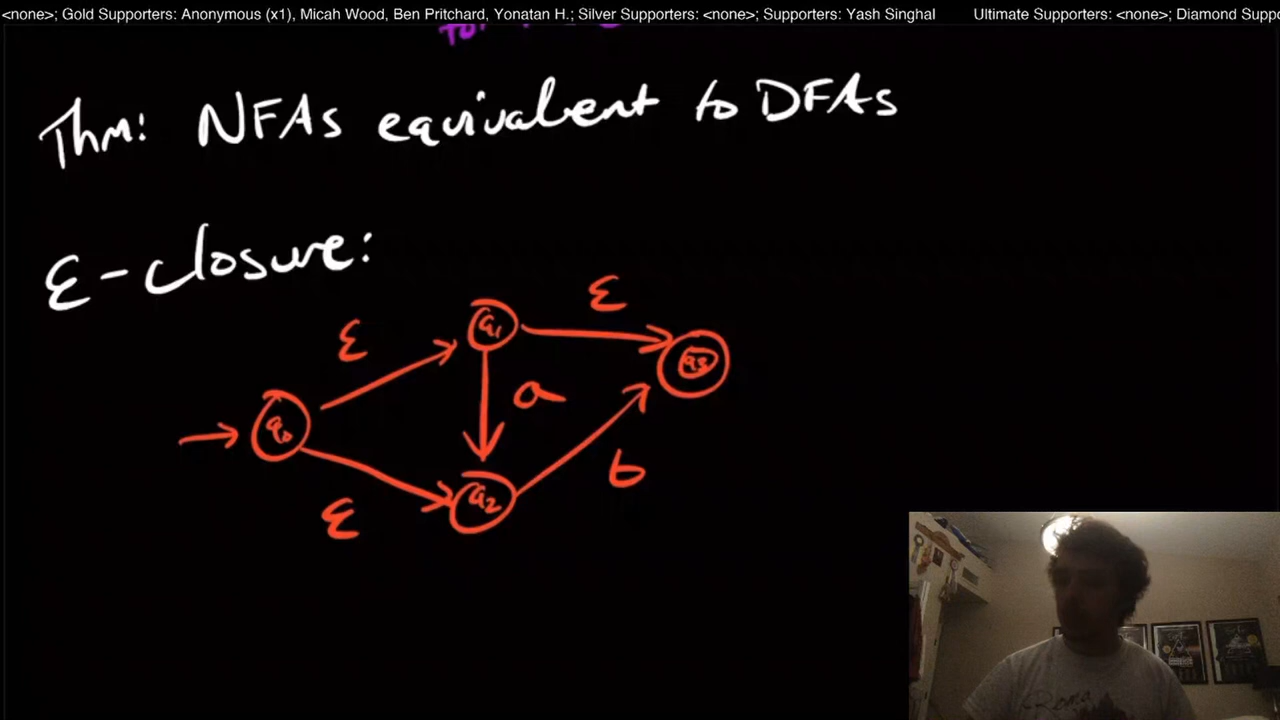 <none>; Gold Supporters: Anonymous (x1), Micah Wood, Ben Pritchard, Yonatan H.; Silver Supporters: <none>; Supporters: Yash Singhal Ultimate Supporters: <none>; Diamond Supp
Thm: NFAs equivalent to DFAs
ε-closure:
ε
q1
ε
q3
q0
a
ε
q2
b